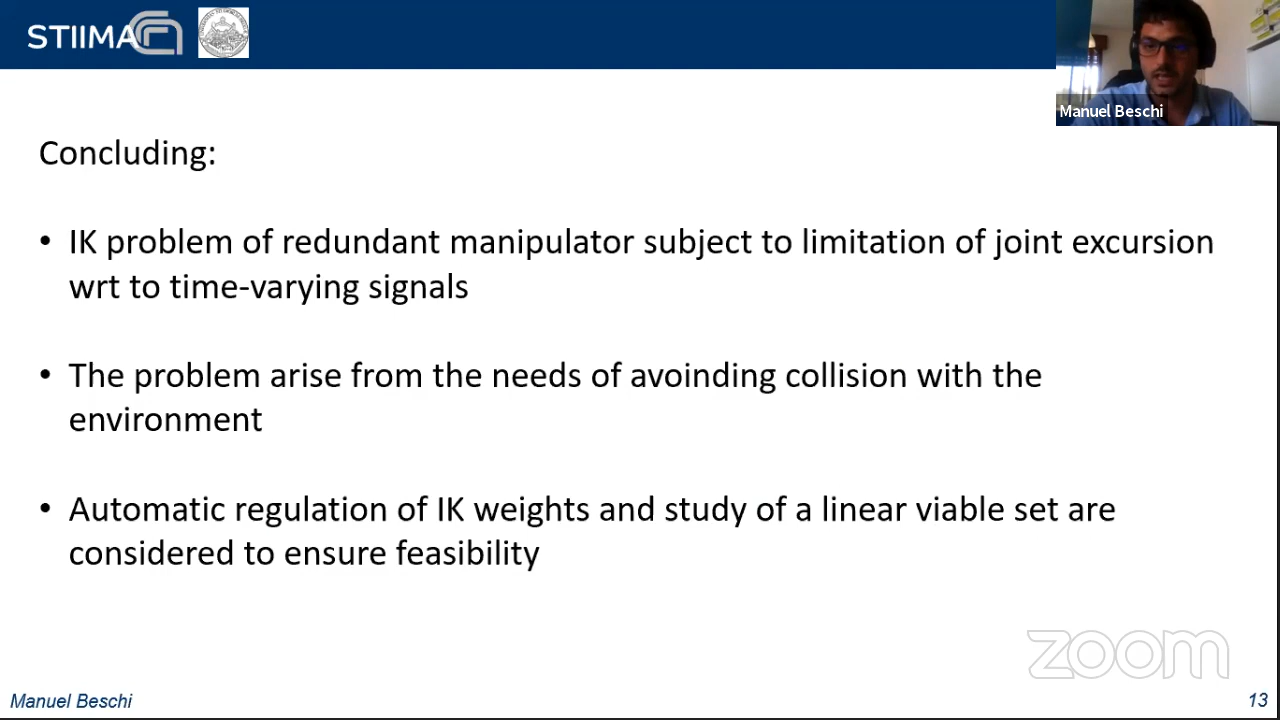 STIIMA
Manuel Beschi
Concluding:
• IK problem of redundant manipulator subject to limitation of joint excursion
wrt to time-varying signals
• The problem arise from the needs of avoinding collision with the
environment
• Automatic regulation of IK weights and study of a linear viable set are
considered to ensure feasibility
zoom
Manuel Beschi
13